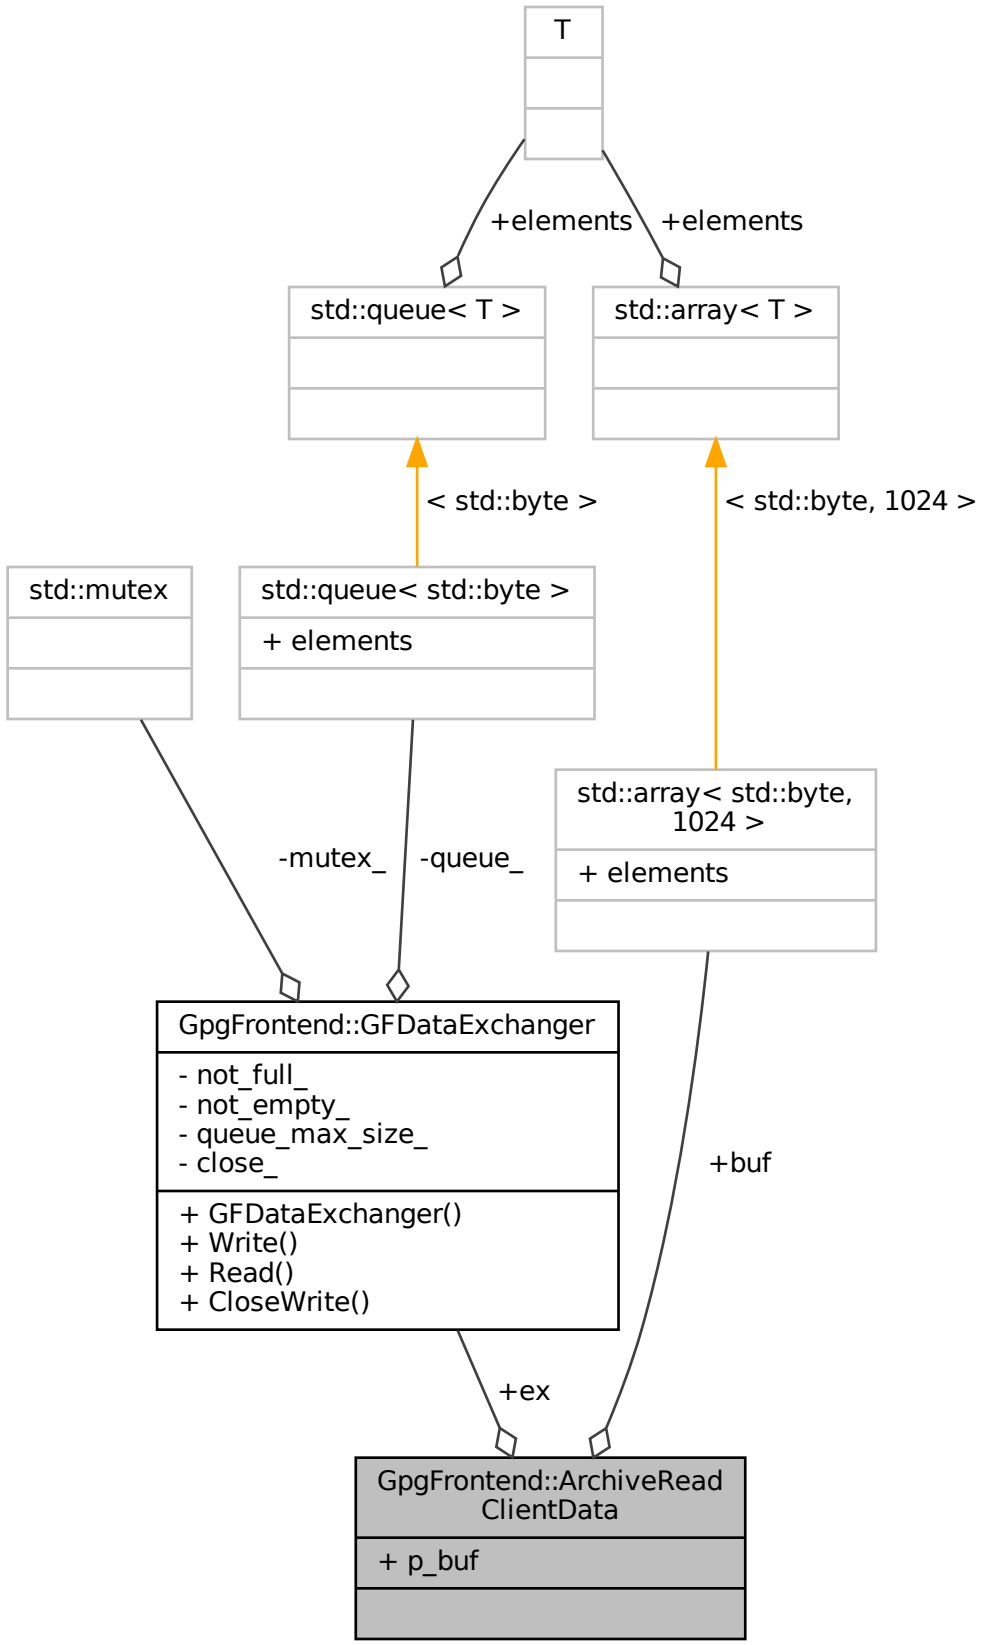 T
+elements
+elements
std::queue< T >
std::array< T >
< std::byte >
< std::byte, 1024 >
std::mutex
std::queue< std::byte >
+ elements
std::array< std::byte,
1024 >
+ elements
-mutex_
-queue_
GpgFrontend::GFDataExchanger
- not_full_
- not_empty_
- queue_max_size_
- close_
+ GFDataExchanger()
+ Write()
+ Read()
+ CloseWrite()
+buf
+ex
GpgFrontend::ArchiveRead
ClientData
+ p_buf